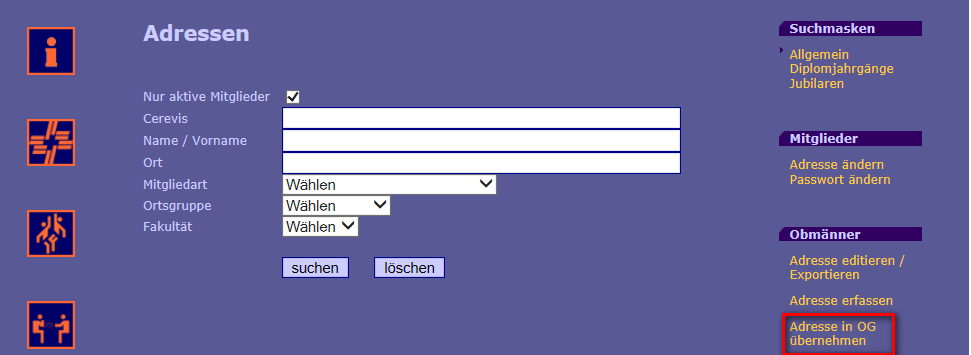 Adressen
Nur aktive Mitglieder
Cerevis
Name / Vorname
Ort
Mitgliedart Wählen
Ortsgruppe Wählen
Fakultät Wählen
suchen löschen
Suchmasken
Allgemein
Diplomjahrgänge
Jubilaren
Mitglieder
Adresse ändern
Passwort ändern
Obmänner
Adresse editieren /
Exportieren
Adresse erfassen
Adresse in OG
übernehmen